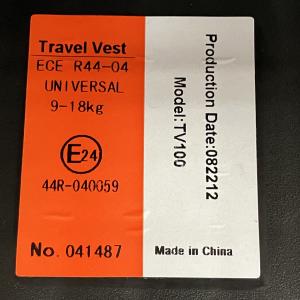 Travel Vest
ECE R44-04
UNIVERSAL
9-18kg
E24
44R-040059
No. 041487
Production Date:082212
Model:TV100
Made in China